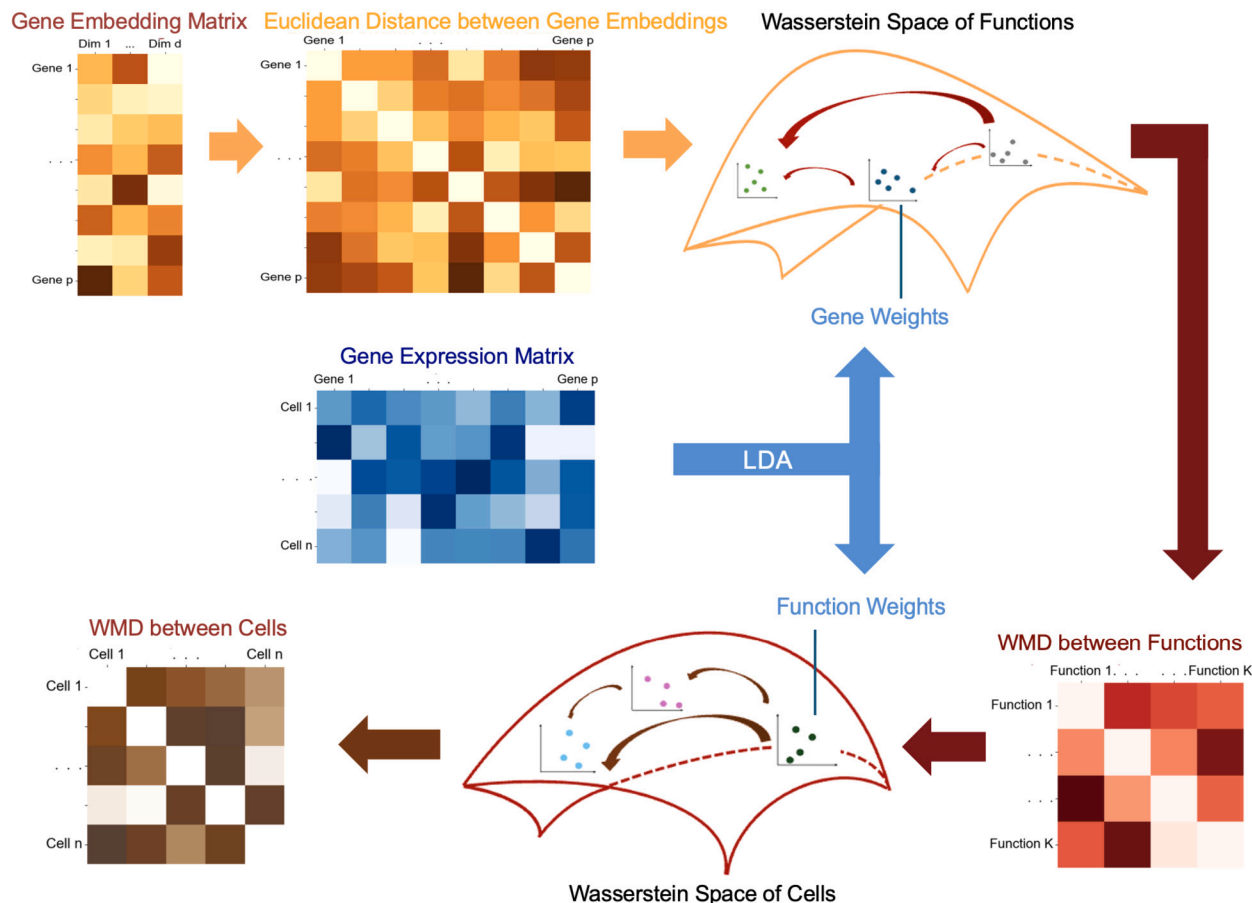 Gene Embedding Matrix
Dim 1 ... Dim d
Gene 1
. . .
Gene p
Euclidean Distance between Gene Embeddings
Gene 1 . . . Gene p
Gene 1
. . .
Gene p
Wasserstein Space of Functions
Gene Weights
Gene Expression Matrix
Gene 1 . . . Gene p
Cell 1
. . .
Cell n
LDA
Function Weights
WMD between Cells
Cell 1 . . . Cell n
Cell 1
. . .
Cell n
Wasserstein Space of Cells
WMD between Functions
Function 1 . . . . . . Function K
Function 1
. . .
. . .
Function K